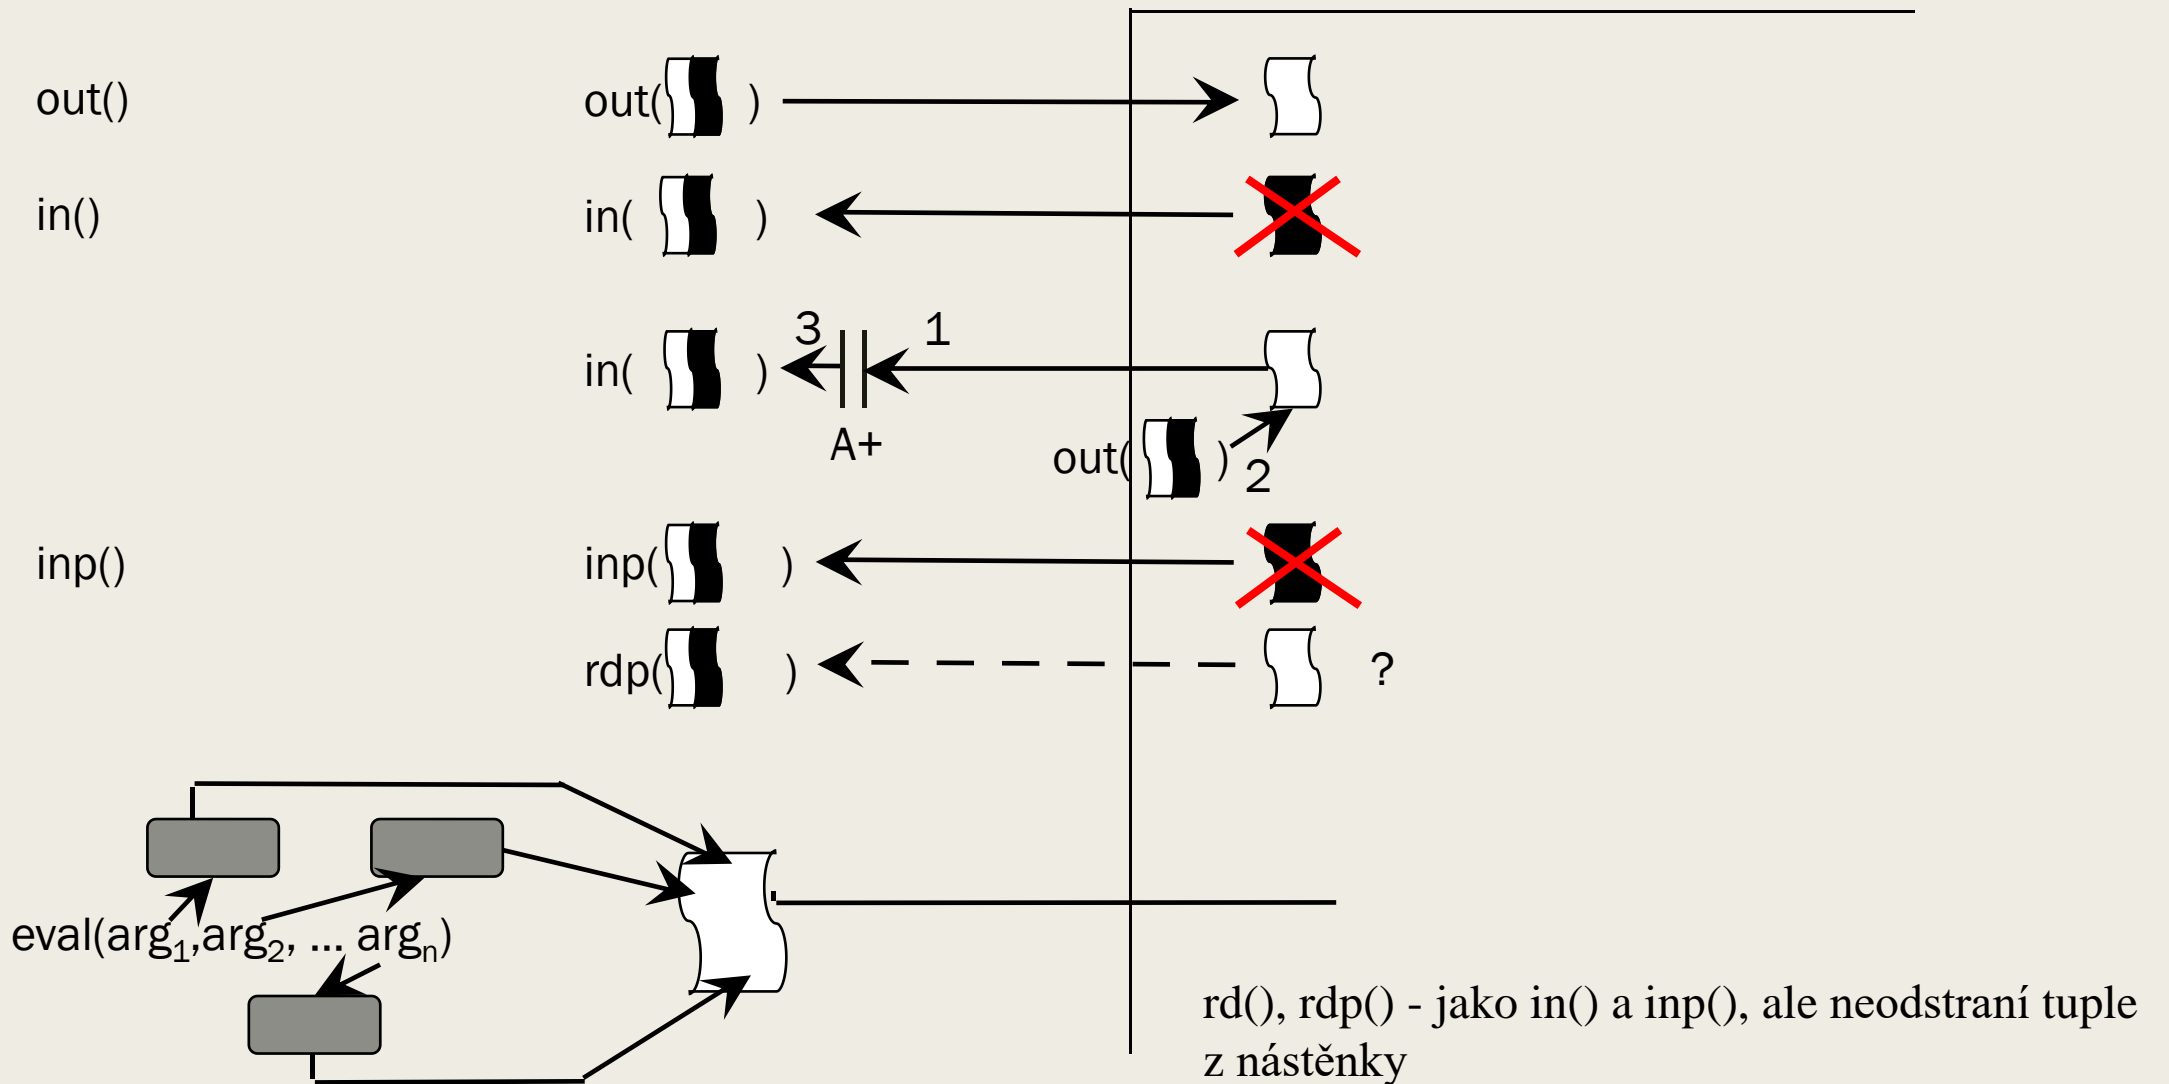 out() out( )
in() in( )
3 1
in( )
A+
out( ) 2
inp() inp( )
rdp( ) ?
eval(arg₁,arg₂, ... argₙ)
rd(), rdp() - jako in() a inp(), ale neodstraní tuple
z nástěnky